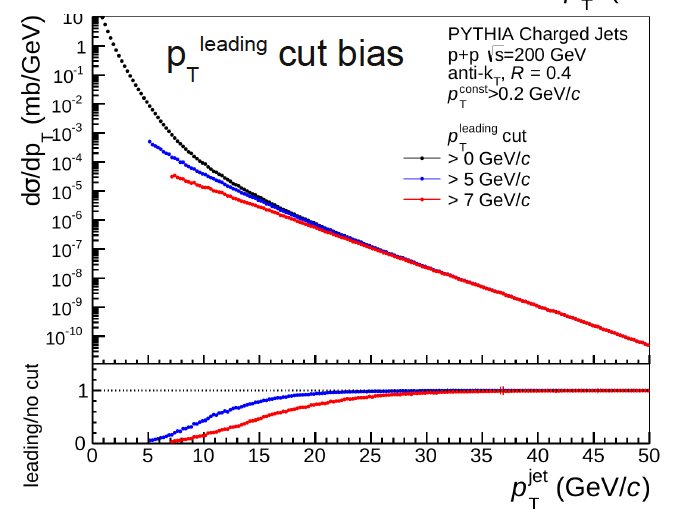 p_T (
p_T^leading cut bias
PYTHIA Charged Jets
p+p √s=200 GeV
anti-k_T, R = 0.4
p_T^const>0.2 GeV/c
p_T^leading cut
> 0 GeV/c
> 5 GeV/c
> 7 GeV/c
dσ/dp_T (mb/GeV)
10
1
10^-1
10^-2
10^-3
10^-4
10^-5
10^-6
10^-7
10^-8
10^-9
10^-10
leading/no cut
1
0
0 5 10 15 20 25 30 35 40 45 50
p_T^jet (GeV/c)